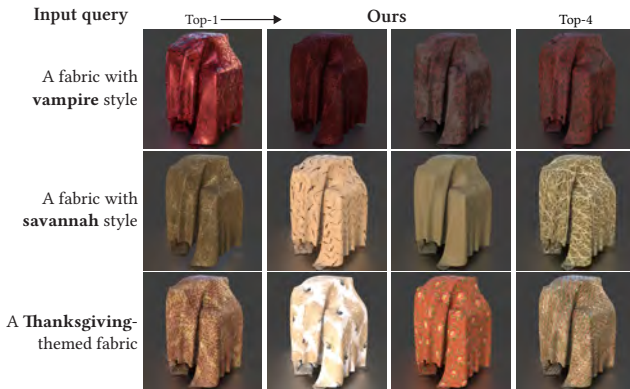 Input query
Top-1
Ours
Top-4
A fabric with
vampire style
A fabric with
savannah style
A Thanksgiving-
themed fabric